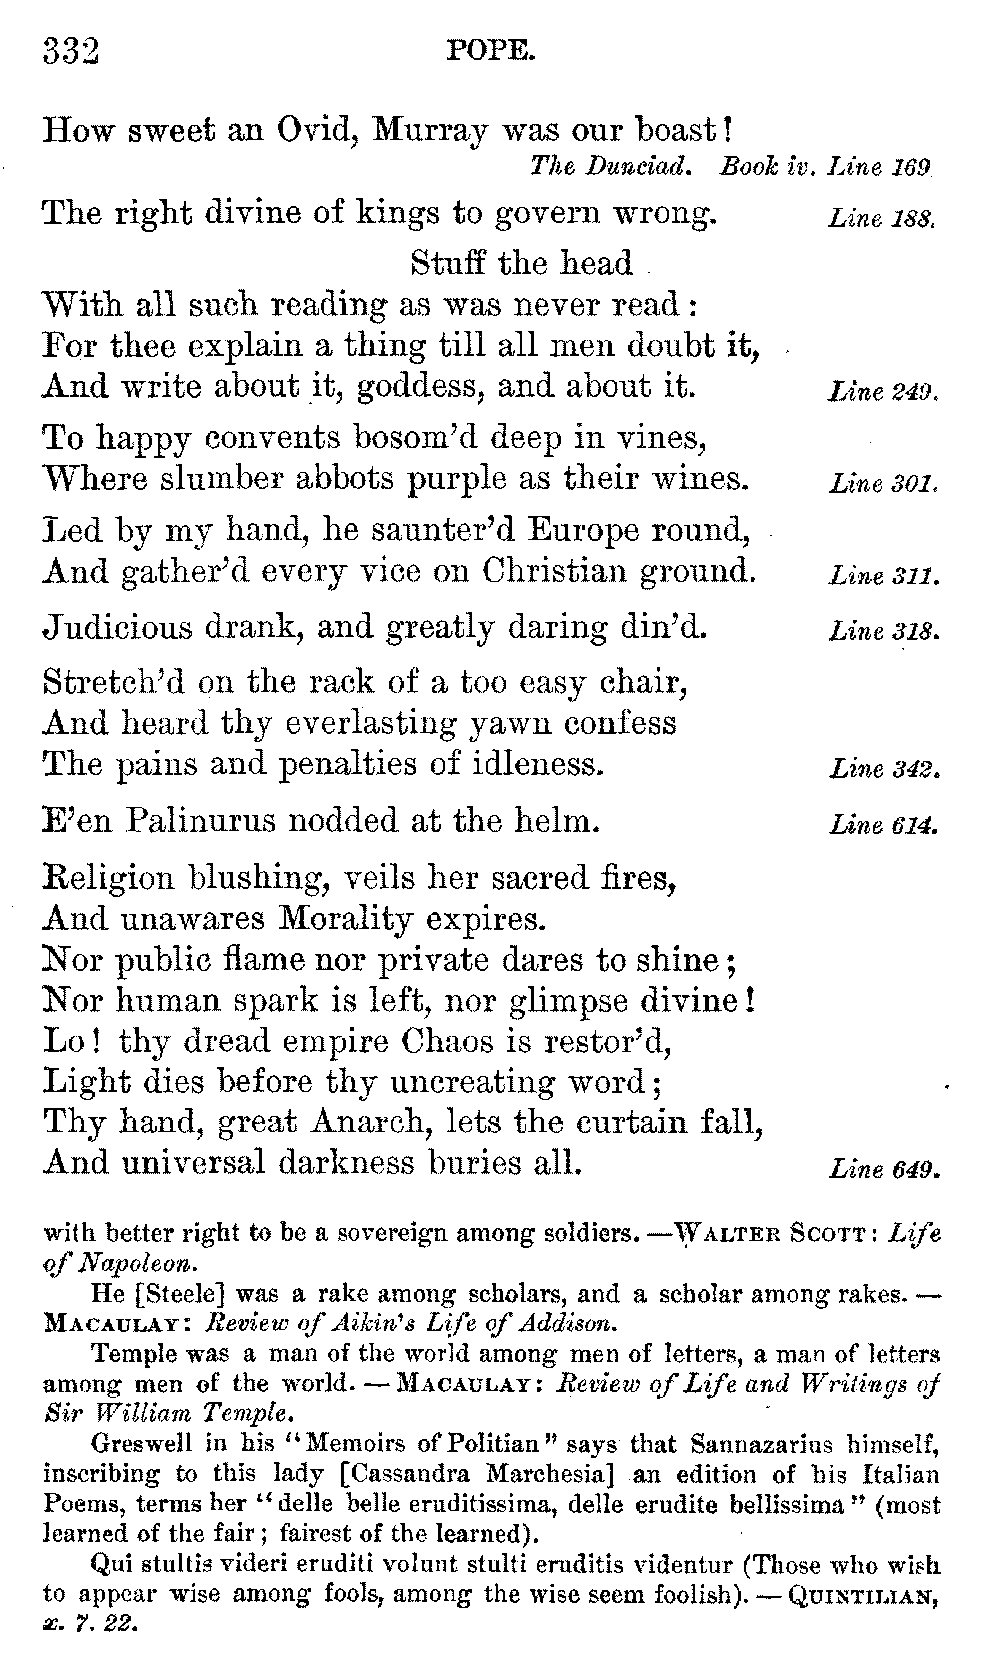 332 POPE.
How sweet an Ovid, Murray was our boast!
The Dunciad. Book iv. Line 169
The right divine of kings to govern wrong. Line 188.
Stuff the head
With all such reading as was never read:
For thee explain a thing till all men doubt it,
And write about it, goddess, and about it. Line 249.
To happy convents bosom'd deep in vines,
Where slumber abbots purple as their wines. Line 301.
Led by my hand, he saunter'd Europe round,
And gather'd every vice on Christian ground. Line 311.
Judicious drank, and greatly daring din'd. Line 318.
Stretch'd on the rack of a too easy chair,
And heard thy everlasting yawn confess
The pains and penalties of idleness. Line 342.
E'en Palinurus nodded at the helm. Line 614.
Religion blushing, veils her sacred fires,
And unawares Morality expires.
Nor public flame nor private dares to shine;
Nor human spark is left, nor glimpse divine!
Lo! thy dread empire Chaos is restor'd,
Light dies before thy uncreating word;
Thy hand, great Anarch, lets the curtain fall,
And universal darkness buries all. Line 649.
with better right to be a sovereign among soldiers. — WALTER SCOTT: Life
of Napoleon.
He [Steele] was a rake among scholars, and a scholar among rakes. —
MACAULAY: Review of Aikin's Life of Addison.
Temple was a man of the world among men of letters, a man of letters
among men of the world. — MACAULAY: Review of Life and Writings of
Sir William Temple.
Greswell in his "Memoirs of Politian" says that Sannazarius himself,
inscribing to this lady [Cassandra Marchesia] an edition of his Italian
Poems, terms her "delle belle eruditissima, delle erudite bellissima" (most
learned of the fair; fairest of the learned).
Qui stultis videri eruditi volunt stulti eruditis videntur (Those who wish
to appear wise among fools, among the wise seem foolish). — QUINTILIAN,
x. 7. 22.